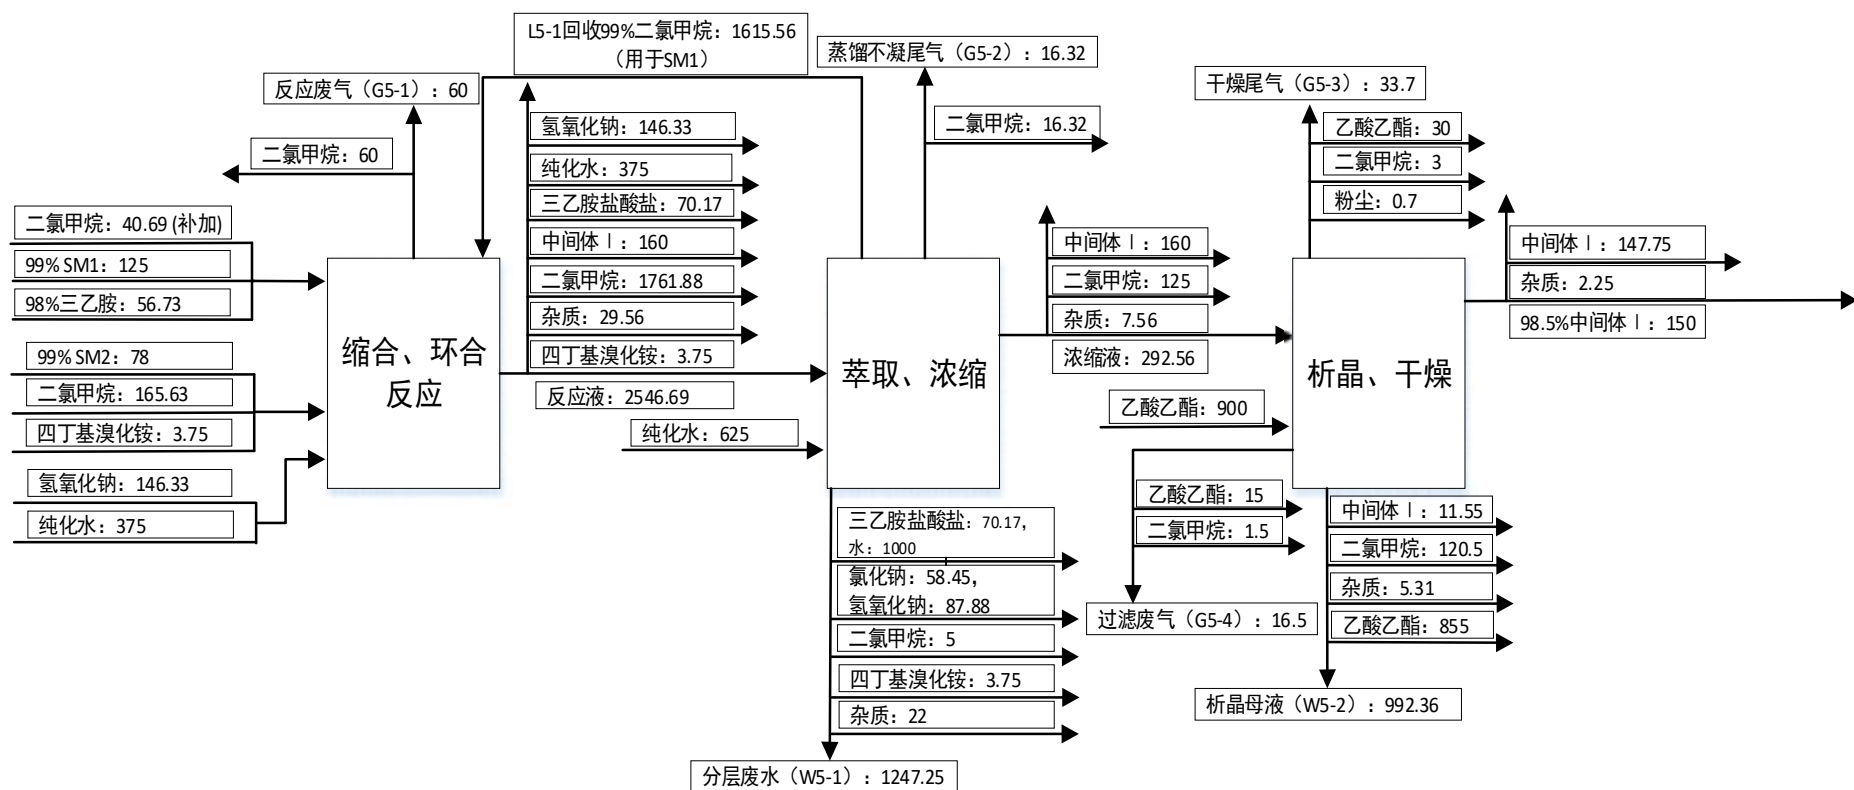 L5-1回收99%二氯甲烷：1615.56
（用于SM1）
蒸馏不凝尾气（G5-2）：16.32
反应废气（G5-1）：60
干燥尾气（G5-3）：33.7
二氯甲烷：60
氢氧化钠：146.33
纯化水：375
三乙胺盐酸盐：70.17
中间体Ⅰ：160
二氯甲烷：1761.88
杂质：29.56
四丁基溴化铵：3.75
反应液：2546.69
二氯甲烷：16.32
乙酸乙酯：30
二氯甲烷：3
粉尘：0.7
二氯甲烷：40.69 (补加)
99% SM1：125
98%三乙胺：56.73
99% SM2：78
二氯甲烷：165.63
四丁基溴化铵：3.75
氢氧化钠：146.33
纯化水：375
缩合、环合
反应
纯化水：625
萃取、浓缩
中间体Ⅰ：160
二氯甲烷：125
杂质：7.56
浓缩液：292.56
乙酸乙酯：900
析晶、干燥
中间体Ⅰ：147.75
杂质：2.25
98.5%中间体Ⅰ：150
三乙胺盐酸盐：70.17，
水：1000
氯化钠：58.45，
氢氧化钠：87.88
二氯甲烷：5
四丁基溴化铵：3.75
杂质：22
分层废水（W5-1）：1247.25
乙酸乙酯：15
二氯甲烷：1.5
过滤废气（G5-4）：16.5
中间体Ⅰ：11.55
二氯甲烷：120.5
杂质：5.31
乙酸乙酯：855
析晶母液（W5-2）：992.36